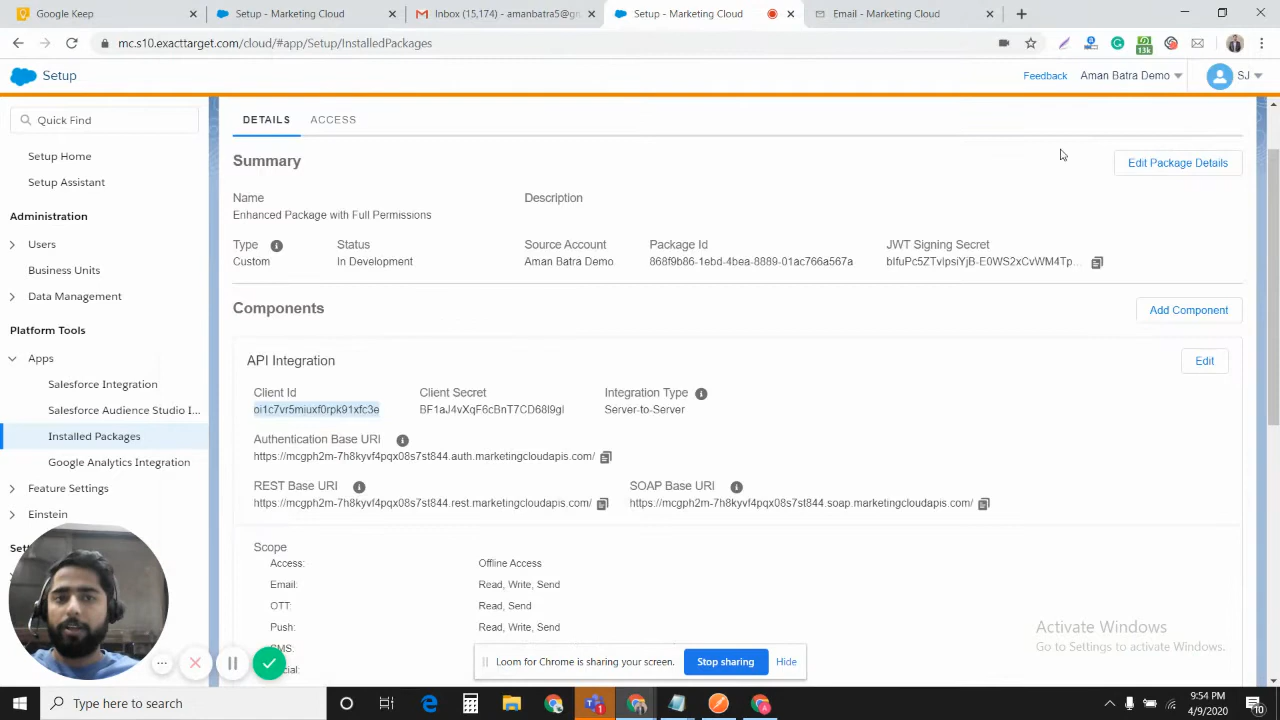 Google Keep
Setup - Marketing Cloud
Inbox (15,174) - amanbatra5@g
Setup - Marketing Cloud
Email - Marketing Cloud
mc.s10.exacttarget.com/cloud/#app/Setup/InstalledPackages
13k
Setup
Feedback
Aman Batra Demo
SJ
Quick Find
Setup Home
Setup Assistant
Administration
Users
Business Units
Data Management
Platform Tools
Apps
Salesforce Integration
Salesforce Audience Studio I...
Installed Packages
Google Analytics Integration
Feature Settings
Einstein
DETAILS ACCESS
Summary
Edit Package Details
Name
Description
Enhanced Package with Full Permissions
Type Status Source Account Package Id JWT Signing Secret
Custom In Development Aman Batra Demo 868f9b86-1ebd-4bea-8889-01ac766a567a
Components
Add Component
API Integration
Edit
Client Id Client Secret Integration Type
oi1c7vr5miuxf0rpk91xfc3e Server-to-Server
Authentication Base URI
https://mcgph2m-7h8kyvf4pqx08s7st844.auth.marketingcloudapis.com/
REST Base URI SOAP Base URI
https://mcgph2m-7h8kyvf4pqx08s7st844.rest.marketingcloudapis.com/ https://mcgph2m-7h8kyvf4pqx08s7st844.soap.marketingcloudapis.com/
Scope
Access: Offline Access
Email: Read, Write, Send
OTT: Read, Send
Push: Read, Write, Send
Activate Windows
Go to Settings to activate Windows.
Loom for Chrome is sharing your screen. Stop sharing Hide
Type here to search
9:54 PM
4/9/2020